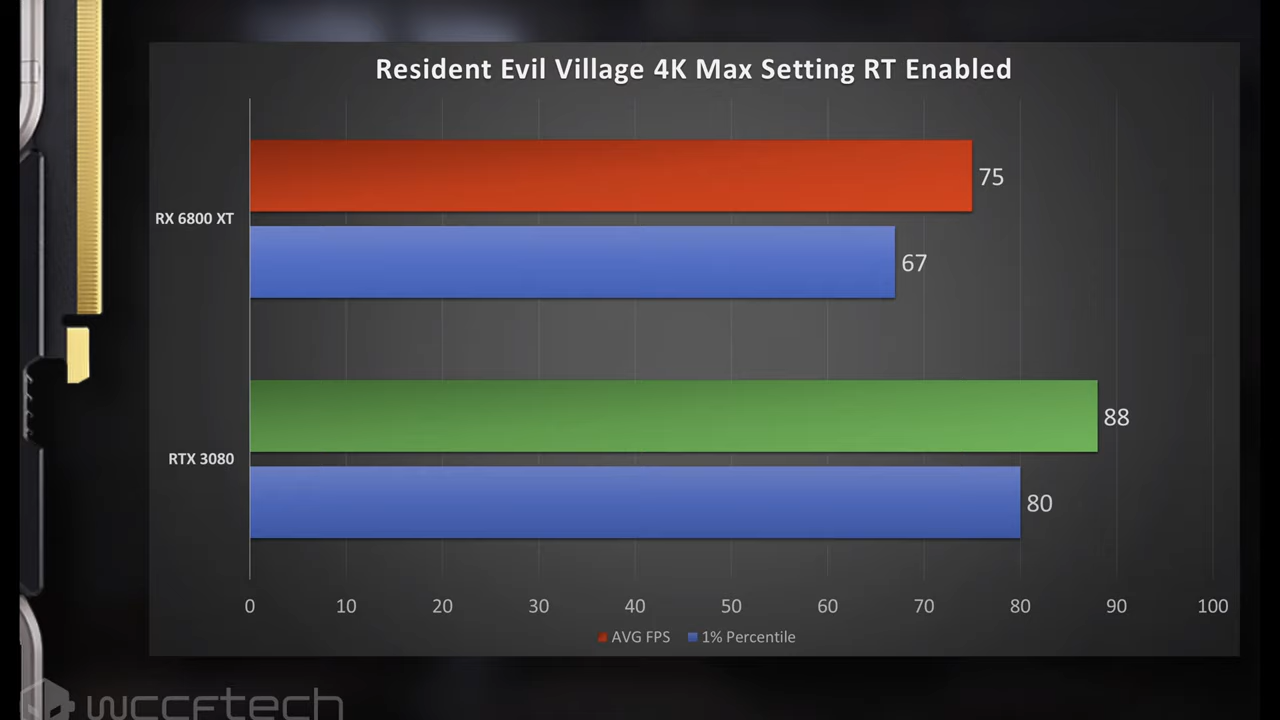 Resident Evil Village 4K Max Setting RT Enabled
75
RX 6800 XT
67
88
RTX 3080
80
0 10 20 30 40 50 60 70 80 90 100
AVG FPS 1% Percentile
wccftech